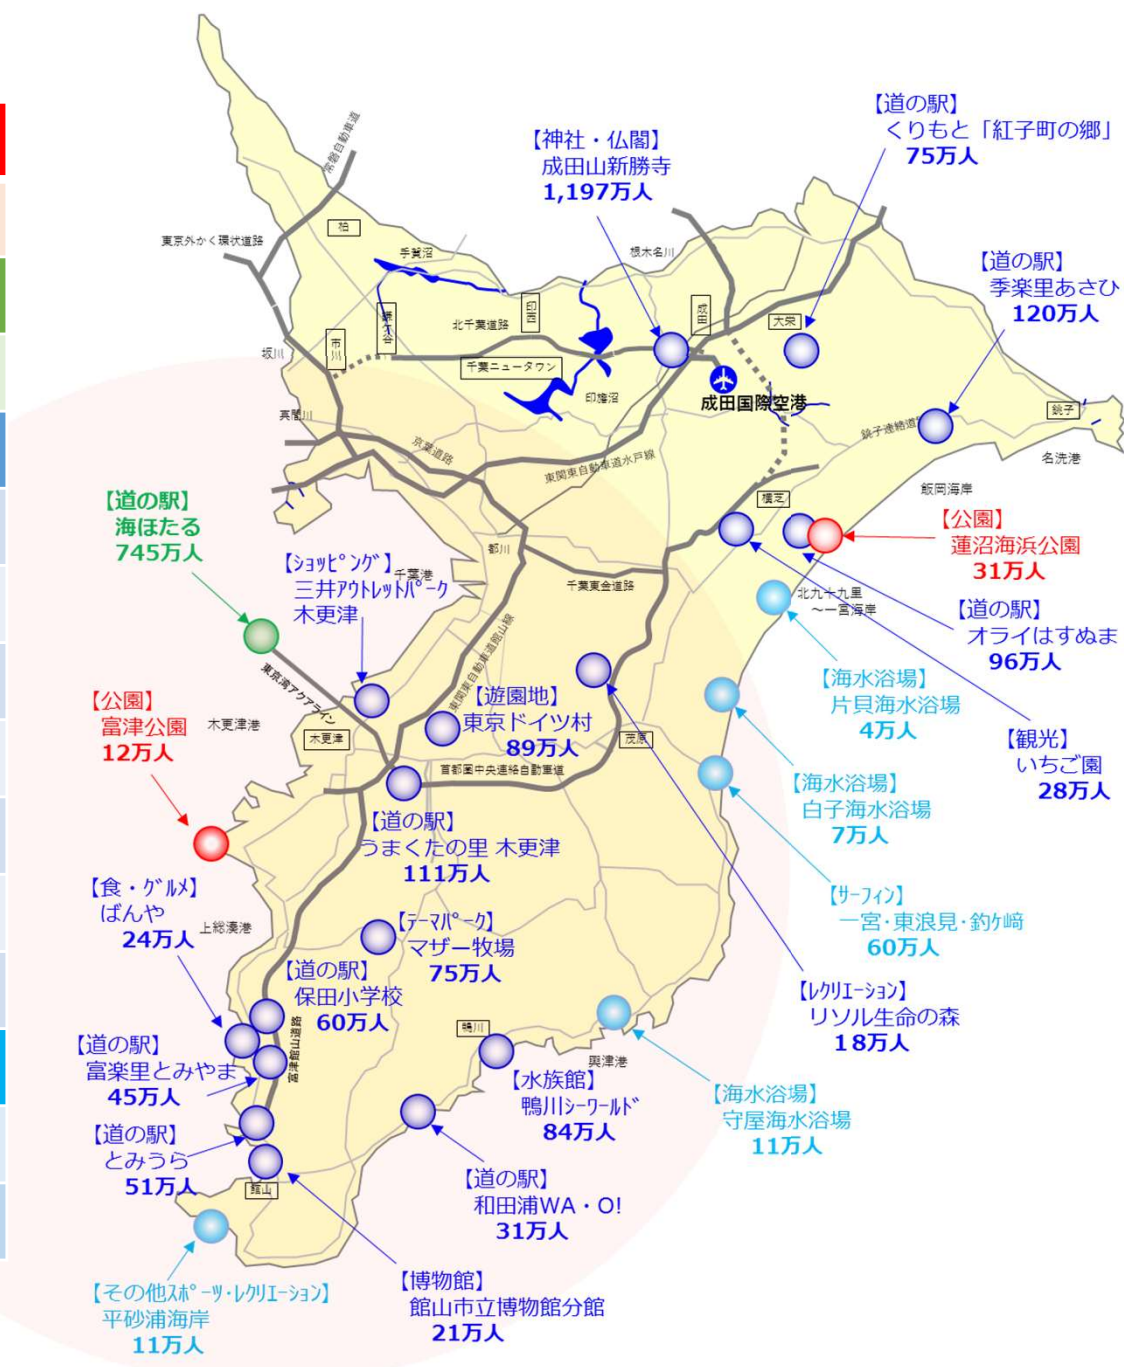 【道の駅】
くりもと「紅子町の郷」
75万人
【神社・仏閣】
成田山新勝寺
1,197万人
常磐自動車道
柏
東京外かく環状道路
手賀沼
根木名川
【道の駅】
季楽里あさひ
120万人
鎌ケ谷
印西
成田
大栄
北千葉道路
市川
坂川
千葉ニュータウン
印旛沼
成田国際空港
銚子
真間川
京葉道路
東関東自動車道水戸線
銚子連絡道
名洗港
飯岡海岸
横芝
【道の駅】
海ほたる
745万人
【公園】
蓮沼海浜公園
31万人
都川
千葉港
【ｼｮｯﾋﾟﾝｸﾞ】
三井ｱｳﾄﾚｯﾄﾊﾟｰｸ
木更津
千葉東金道路
北九十九里
～一宮海岸
【道の駅】
オライはすぬま
96万人
東京湾アクアライン
東関東自動車道館山線
【海水浴場】
片貝海水浴場
4万人
【公園】
富津公園
12万人
木更津港
木更津
【遊園地】
東京ドイツ村
89万人
茂原
【観光】
いちご園
28万人
首都圏中央連絡自動車道
【海水浴場】
白子海水浴場
7万人
【道の駅】
うまくたの里 木更津
111万人
【食・ｸﾞﾙﾒ】
ばんや
24万人
上総湊港
【ｻｰﾌｨﾝ】
一宮･東浪見･釣ケ﨑
60万人
【ﾃｰﾏﾊﾟｰｸ】
マザー牧場
75万人
【道の駅】
保田小学校
60万人
【ﾚｸﾘｴｰｼｮﾝ】
リソル生命の森
18万人
鴨川
興津港
富津館山道路
【道の駅】
富楽里とみやま
45万人
【水族館】
鴨川ｼｰﾜｰﾙﾄﾞ
84万人
【海水浴場】
守屋海水浴場
11万人
【道の駅】
とみうら
51万人
館山
【道の駅】
和田浦WA・O!
31万人
【その他ｽﾎﾟｰﾂ･ﾚｸﾘｴｰｼｮﾝ】
平砂浦海岸
11万人
【博物館】
館山市立博物館分館
21万人